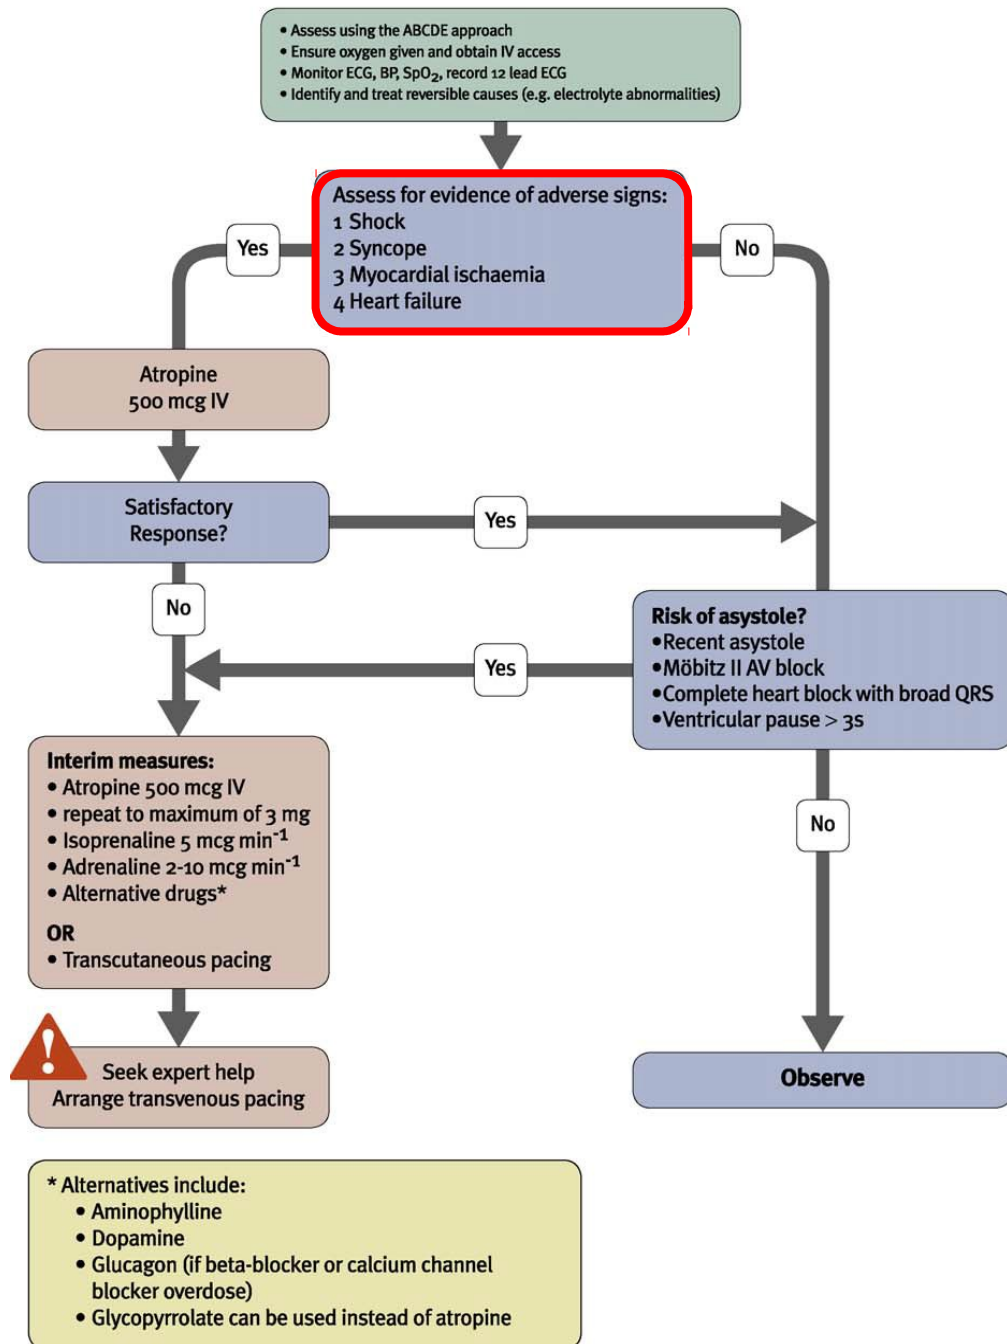 • Assess using the ABCDE approach
• Ensure oxygen given and obtain IV access
• Monitor ECG, BP, SpO₂, record 12 lead ECG
• Identify and treat reversible causes (e.g. electrolyte abnormalities)
Assess for evidence of adverse signs:
1 Shock
2 Syncope
3 Myocardial ischaemia
4 Heart failure
Yes
No
Atropine
500 mcg IV
Satisfactory
Response?
Yes
No
Risk of asystole?
•Recent asystole
•Möbitz II AV block
•Complete heart block with broad QRS
•Ventricular pause > 3s
Yes
Interim measures:
• Atropine 500 mcg IV
• repeat to maximum of 3 mg
• Isoprenaline 5 mcg min⁻¹
• Adrenaline 2-10 mcg min⁻¹
• Alternative drugs*
OR
• Transcutaneous pacing
No
!
Seek expert help
Arrange transvenous pacing
Observe
* Alternatives include:
• Aminophylline
• Dopamine
• Glucagon (if beta-blocker or calcium channel
blocker overdose)
• Glycopyrrolate can be used instead of atropine